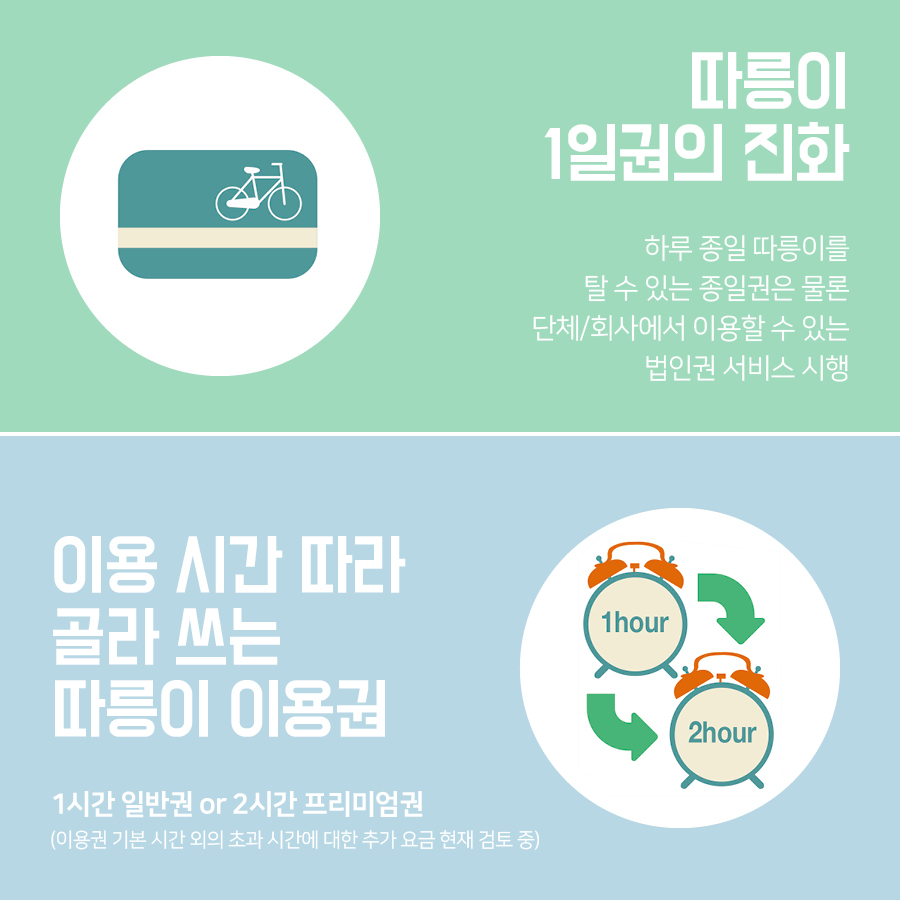 따릉이
1일권의 진화
하루 종일 따릉이를
탈 수 있는 종일권은 물론
단체/회사에서 이용할 수 있는
법인권 서비스 시행
이용 시간 따라
골라 쓰는
따릉이 이용권
1시간 일반권 or 2시간 프리미엄권
(이용권 기본 시간 외의 초과 시간에 대한 추가 요금 현재 검토 중)
1hour
2hour